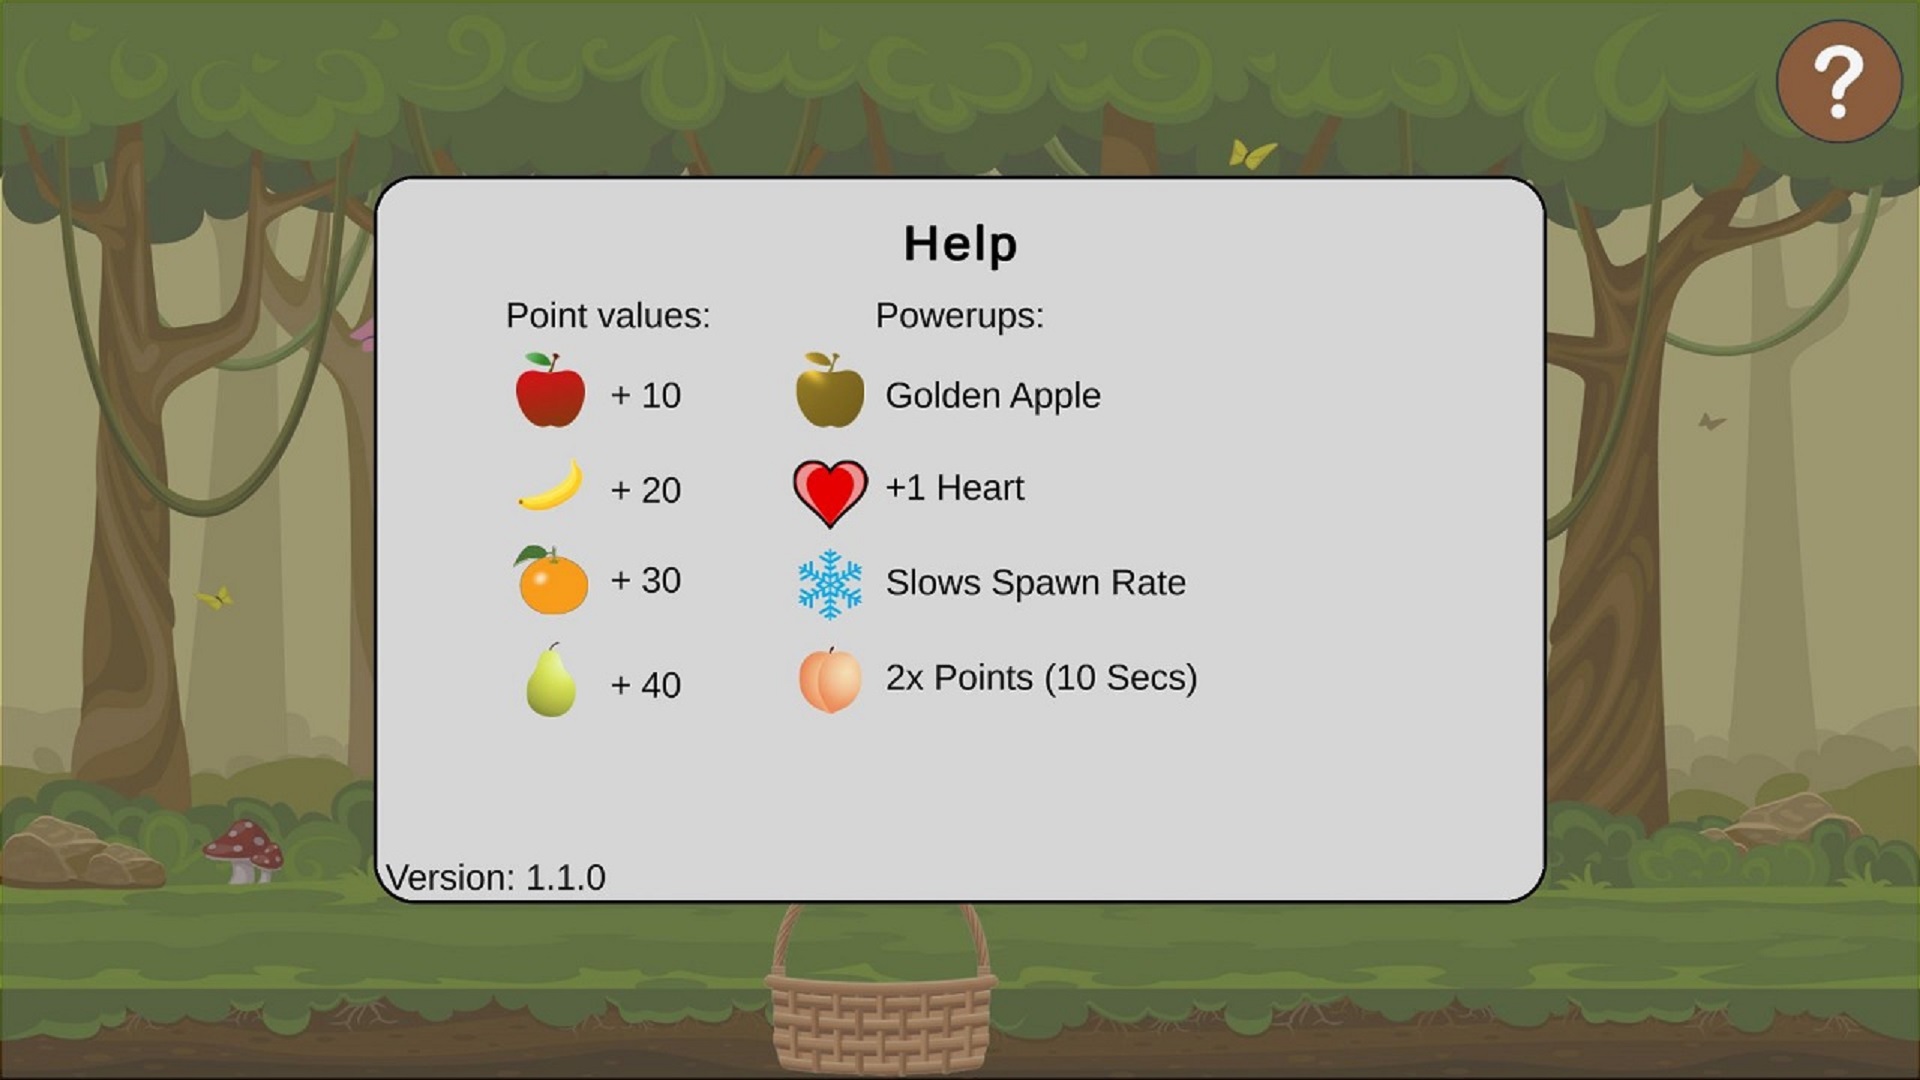 ?
Help
Point values:
Powerups:
+ 10
Golden Apple
+ 20
+1 Heart
+ 30
Slows Spawn Rate
+ 40
2x Points (10 Secs)
Version: 1.1.0